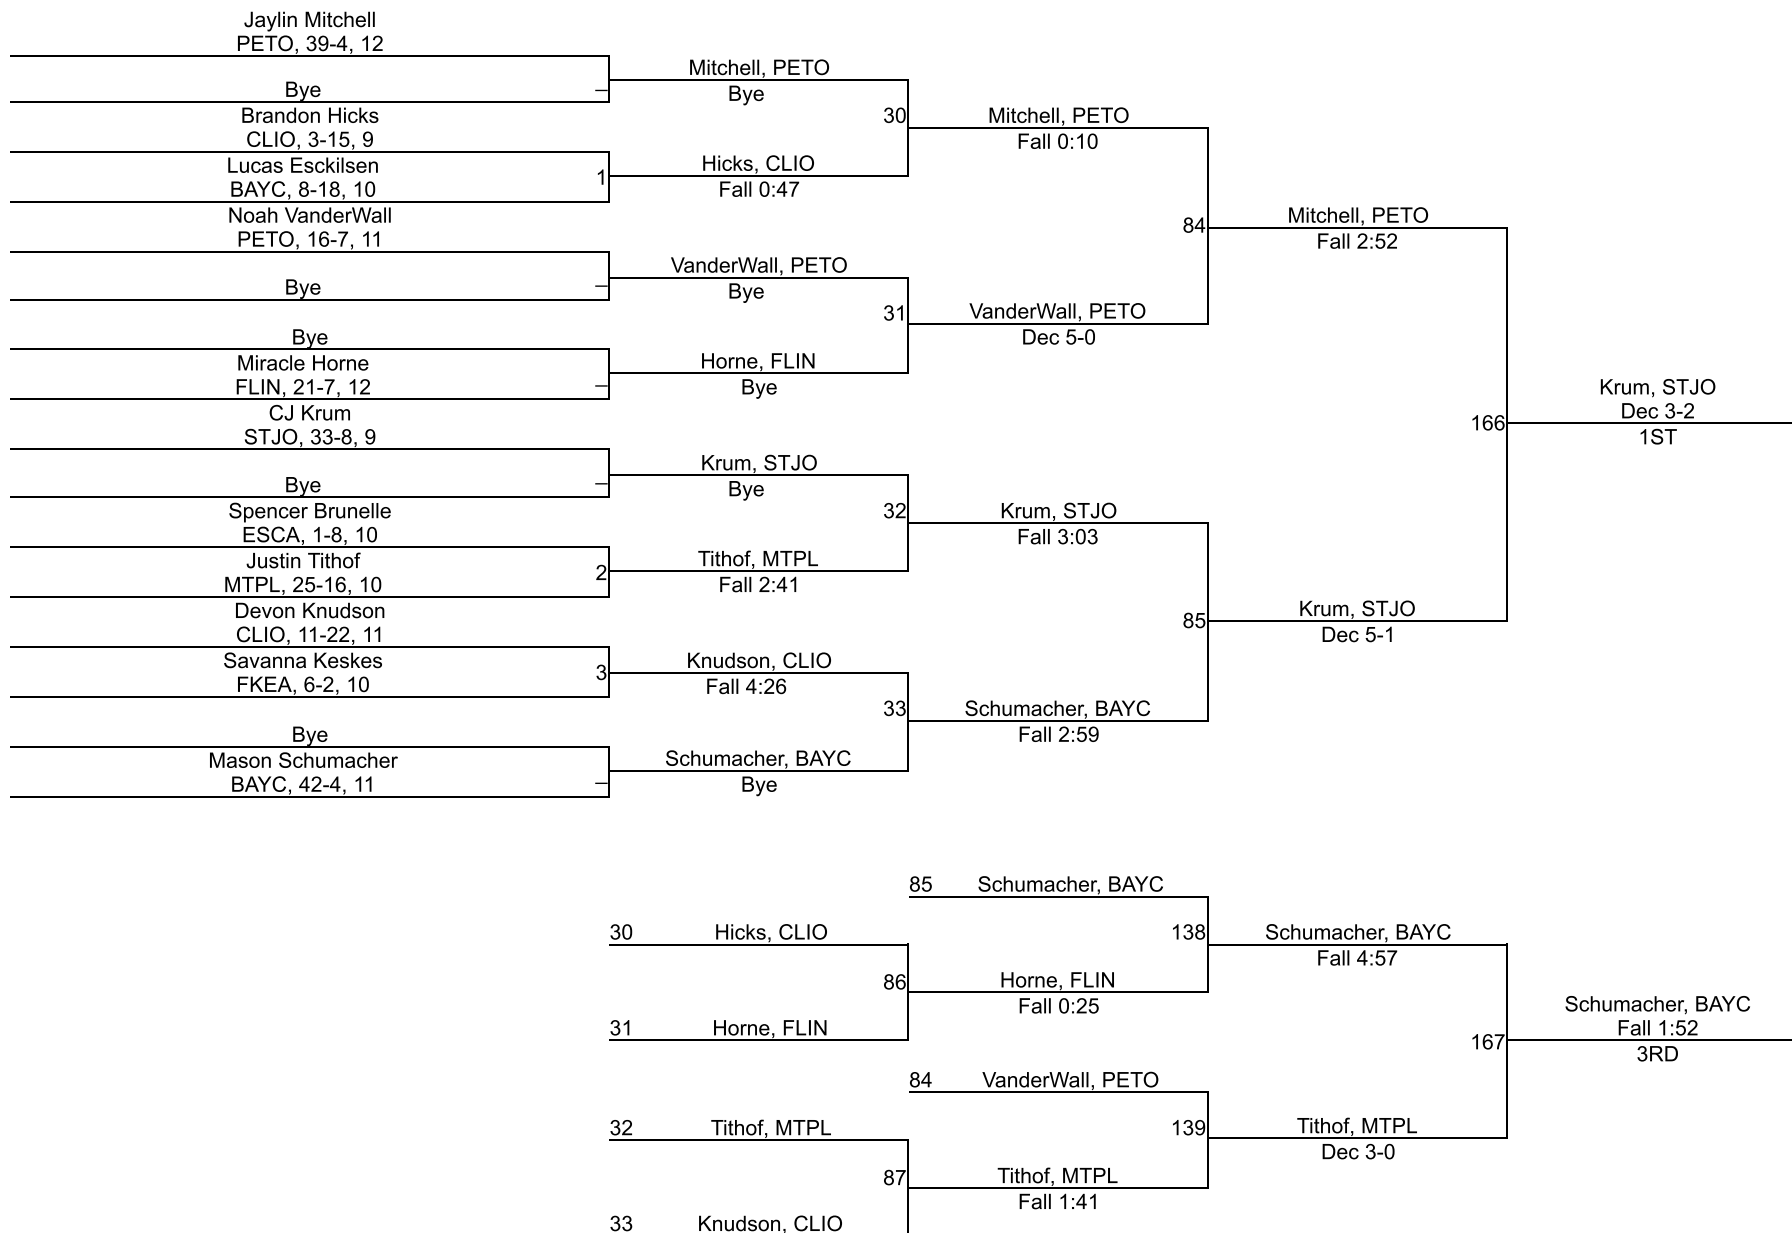 Jaylin Mitchell
PETO, 39-4, 12
Bye
Brandon Hicks
CLIO, 3-15, 9
Lucas Esckilsen
BAYC, 8-18, 10
Noah VanderWall
PETO, 16-7, 11
Bye
Bye
Miracle Horne
FLIN, 21-7, 12
CJ Krum
STJO, 33-8, 9
Bye
Spencer Brunelle
ESCA, 1-8, 10
Justin Tithof
MTPL, 25-16, 10
Devon Knudson
CLIO, 11-22, 11
Savanna Keskes
FKEA, 6-2, 10
Bye
Mason Schumacher
BAYC, 42-4, 11
–
1
–
–
–
2
3
–
Mitchell, PETO
Bye
Hicks, CLIO
Fall 0:47
VanderWall, PETO
Bye
Horne, FLIN
Bye
Krum, STJO
Bye
Tithof, MTPL
Fall 2:41
Knudson, CLIO
Fall 4:26
Schumacher, BAYC
Bye
30
31
32
33
Mitchell, PETO
Fall 0:10
VanderWall, PETO
Dec 5-0
Krum, STJO
Fall 3:03
Schumacher, BAYC
Fall 2:59
84
85
Mitchell, PETO
Fall 2:52
Krum, STJO
Dec 5-1
166
Krum, STJO
Dec 3-2
1ST
30 Hicks, CLIO
31 Horne, FLIN
32 Tithof, MTPL
33 Knudson, CLIO
86
87
85 Schumacher, BAYC
Horne, FLIN
Fall 0:25
84 VanderWall, PETO
Tithof, MTPL
Fall 1:41
138
139
Schumacher, BAYC
Fall 4:57
Tithof, MTPL
Dec 3-0
167
Schumacher, BAYC
Fall 1:52
3RD